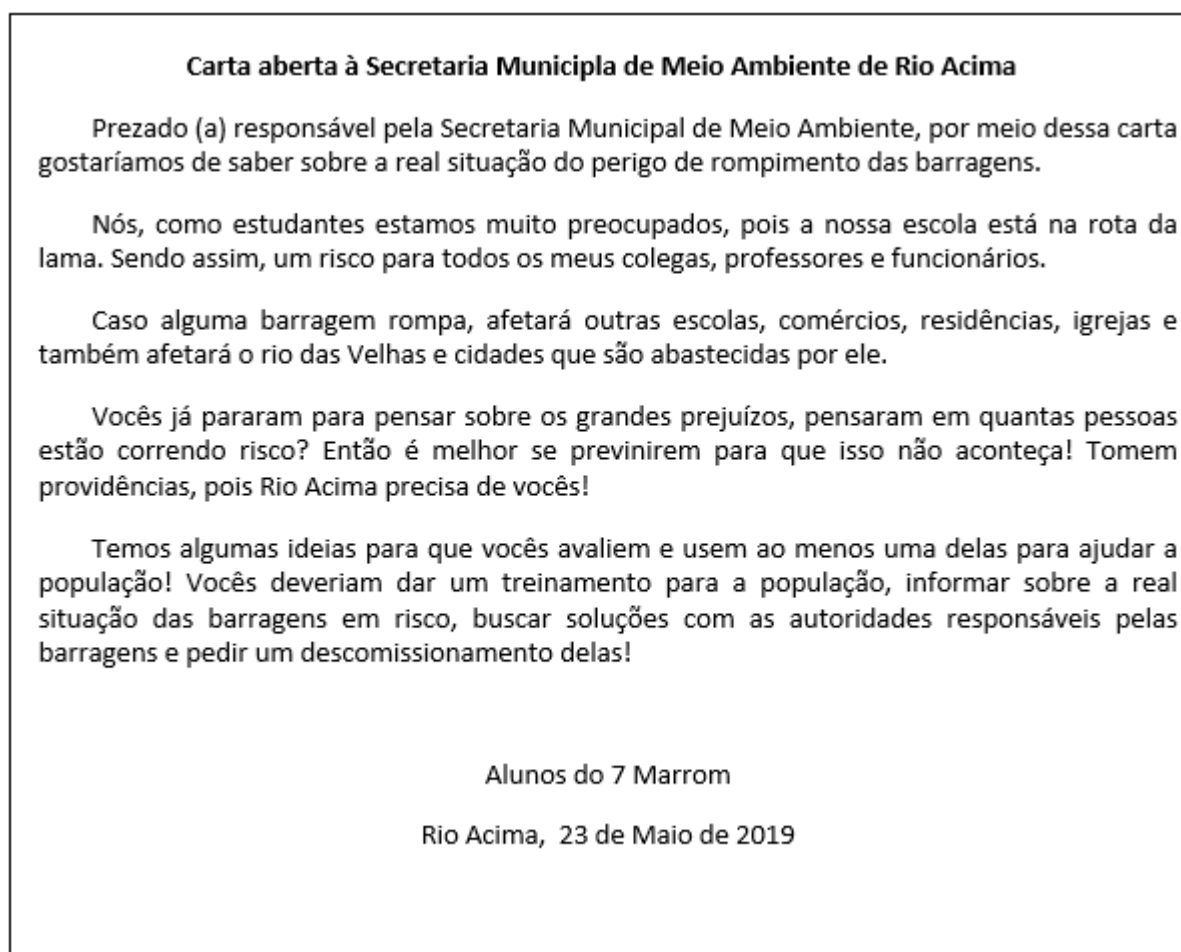 Carta aberta à Secretaria Municipla de Meio Ambiente de Rio Acima
Prezado (a) responsável pela Secretaria Municipal de Meio Ambiente, por meio dessa carta
gostaríamos de saber sobre a real situação do perigo de rompimento das barragens.
Nós, como estudantes estamos muito preocupados, pois a nossa escola está na rota da
lama. Sendo assim, um risco para todos os meus colegas, professores e funcionários.
Caso alguma barragem rompa, afetará outras escolas, comércios, residências, igrejas e
também afetará o rio das Velhas e cidades que são abastecidas por ele.
Vocês já pararam para pensar sobre os grandes prejuízos, pensaram em quantas pessoas
estão correndo risco? Então é melhor se previnirem para que isso não aconteça! Tomem
providências, pois Rio Acima precisa de vocês!
Temos algumas ideias para que vocês avaliem e usem ao menos uma delas para ajudar a
população! Vocês deveriam dar um treinamento para a população, informar sobre a real
situação das barragens em risco, buscar soluções com as autoridades responsáveis pelas
barragens e pedir um descomissionamento delas!
Alunos do 7 Marrom
Rio Acima, 23 de Maio de 2019